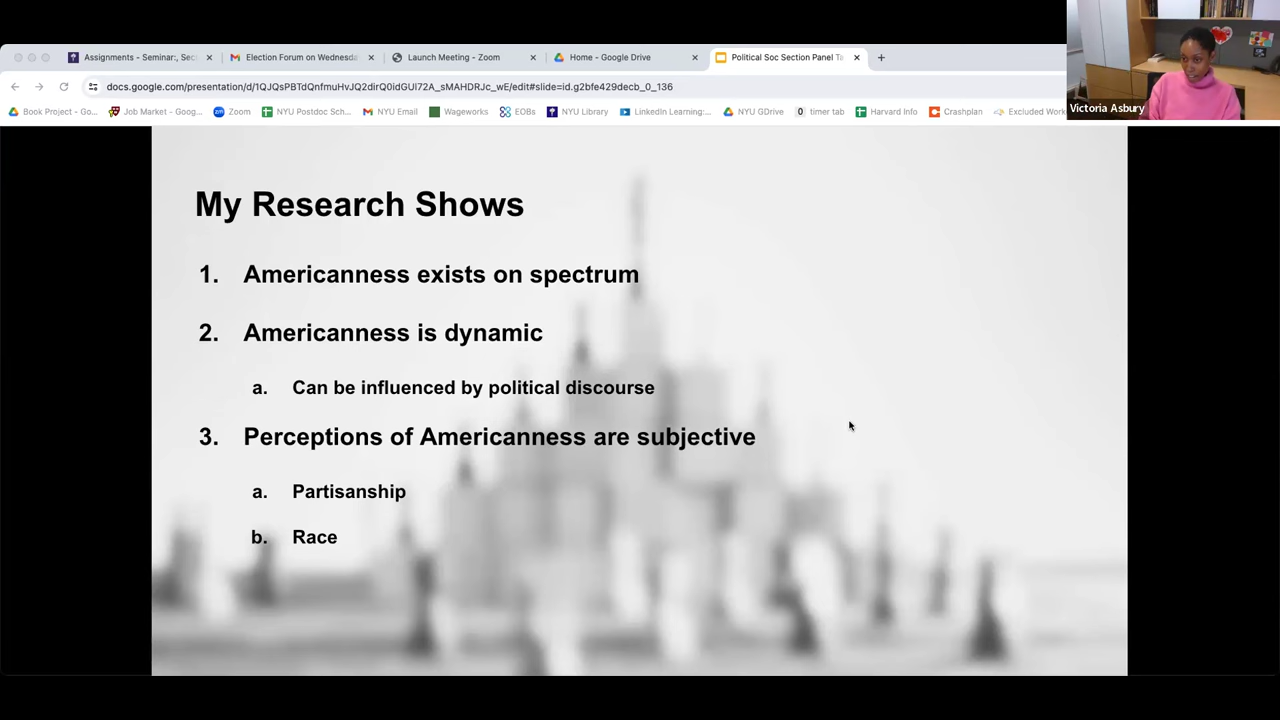 Assignments - Seminar:, Sec
Election Forum on Wednesda
Launch Meeting - Zoom
Home - Google Drive
Political Soc Section Panel Ta
docs.google.com/presentation/d/1QJQsPBTdQnfmuHvJQ2dirQ0idGUl72A_sMAHDRJc_wE/edit#slide=id.g2bfe429decb_0_136
Book Project - Go...
Job Market - Goog...
Zoom
NYU Postdoc Sch...
NYU Email
Wageworks
EOBs
NYU Library
LinkedIn Learning:...
NYU GDrive
timer tab
Harvard Info
Crashplan
Excluded Wor
Victoria Asbury
My Research Shows
1. Americanness exists on spectrum
2. Americanness is dynamic
a. Can be influenced by political discourse
3. Perceptions of Americanness are subjective
a. Partisanship
b. Race